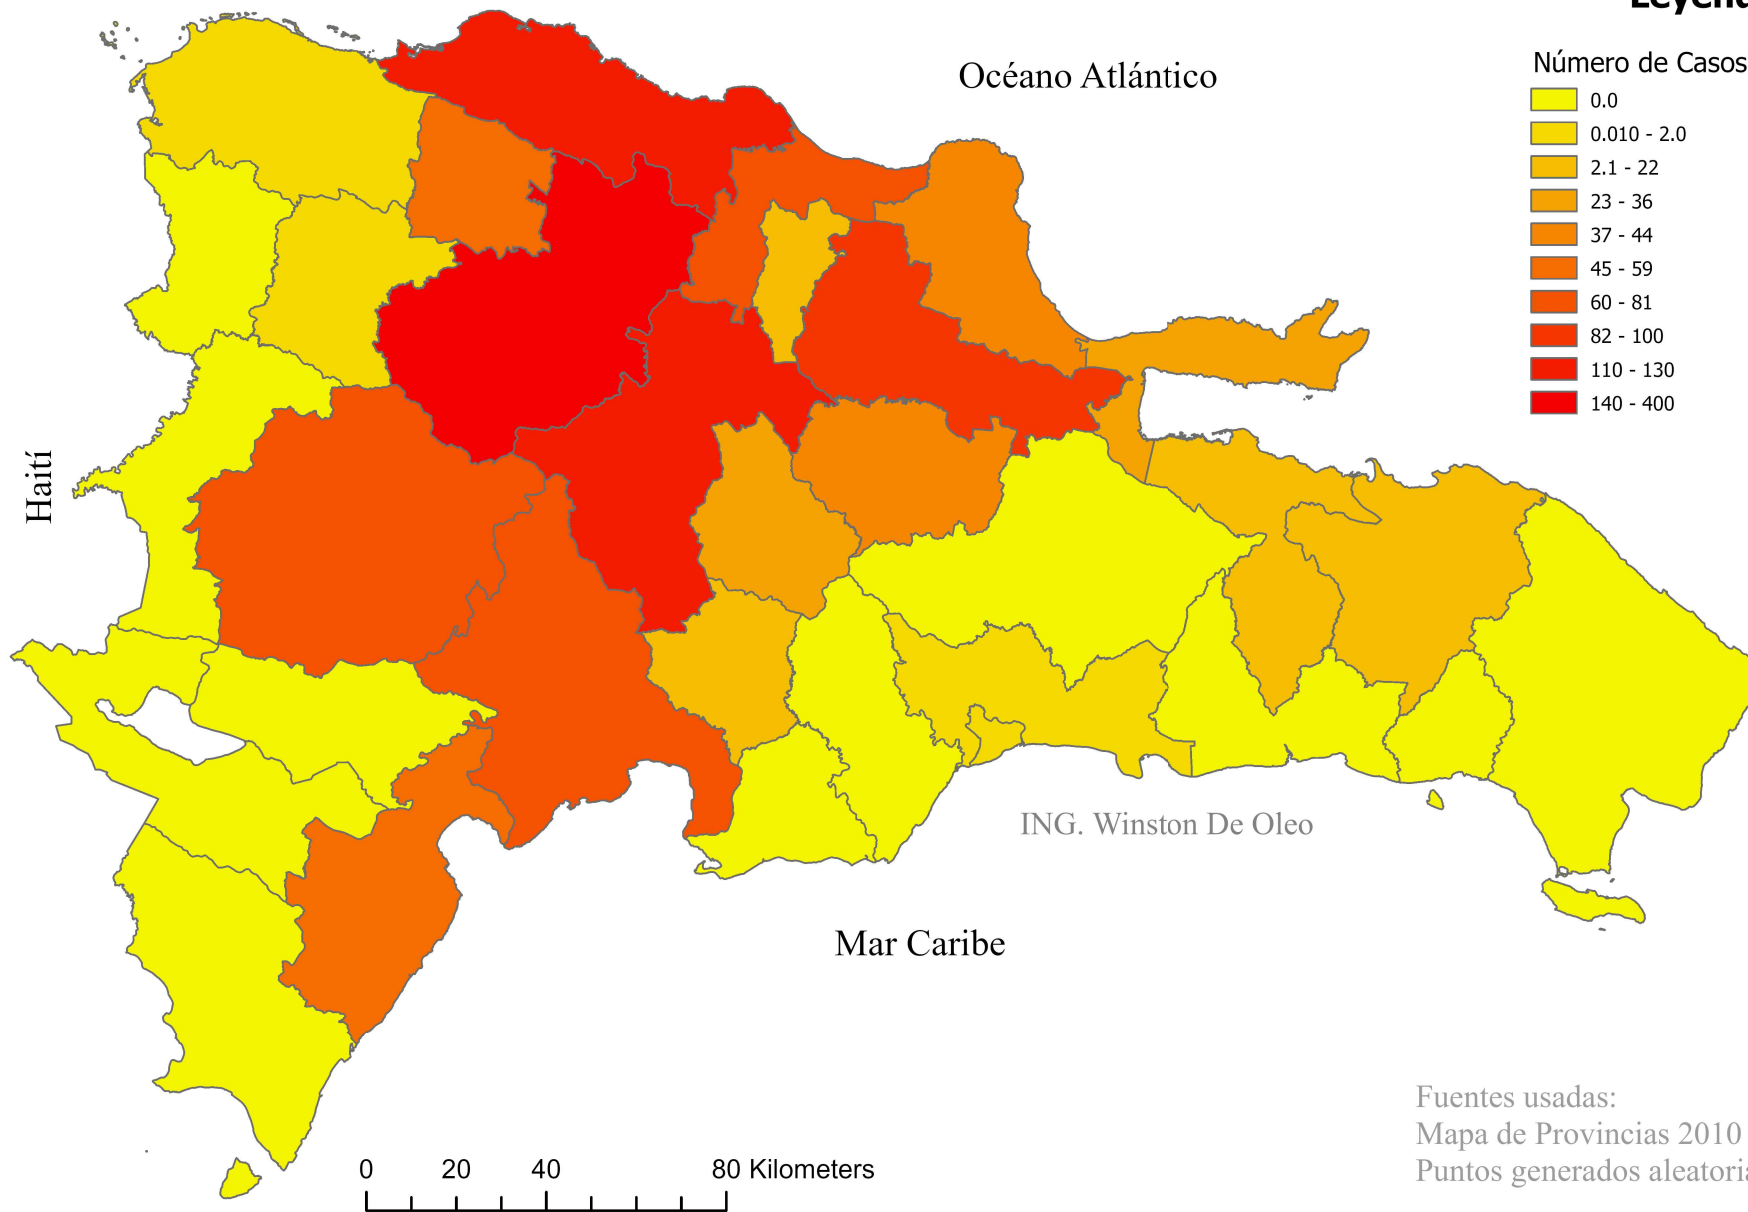 Océano Atlántico
Número de Casos
0.0
0.010 - 2.0
2.1 - 22
23 - 36
37 - 44
45 - 59
60 - 81
82 - 100
110 - 130
140 - 400
Haití
ING. Winston De Oleo
Mar Caribe
Fuentes usadas:
Mapa de Provincias 2010
Puntos generados
0 20 40 80 Kilometers